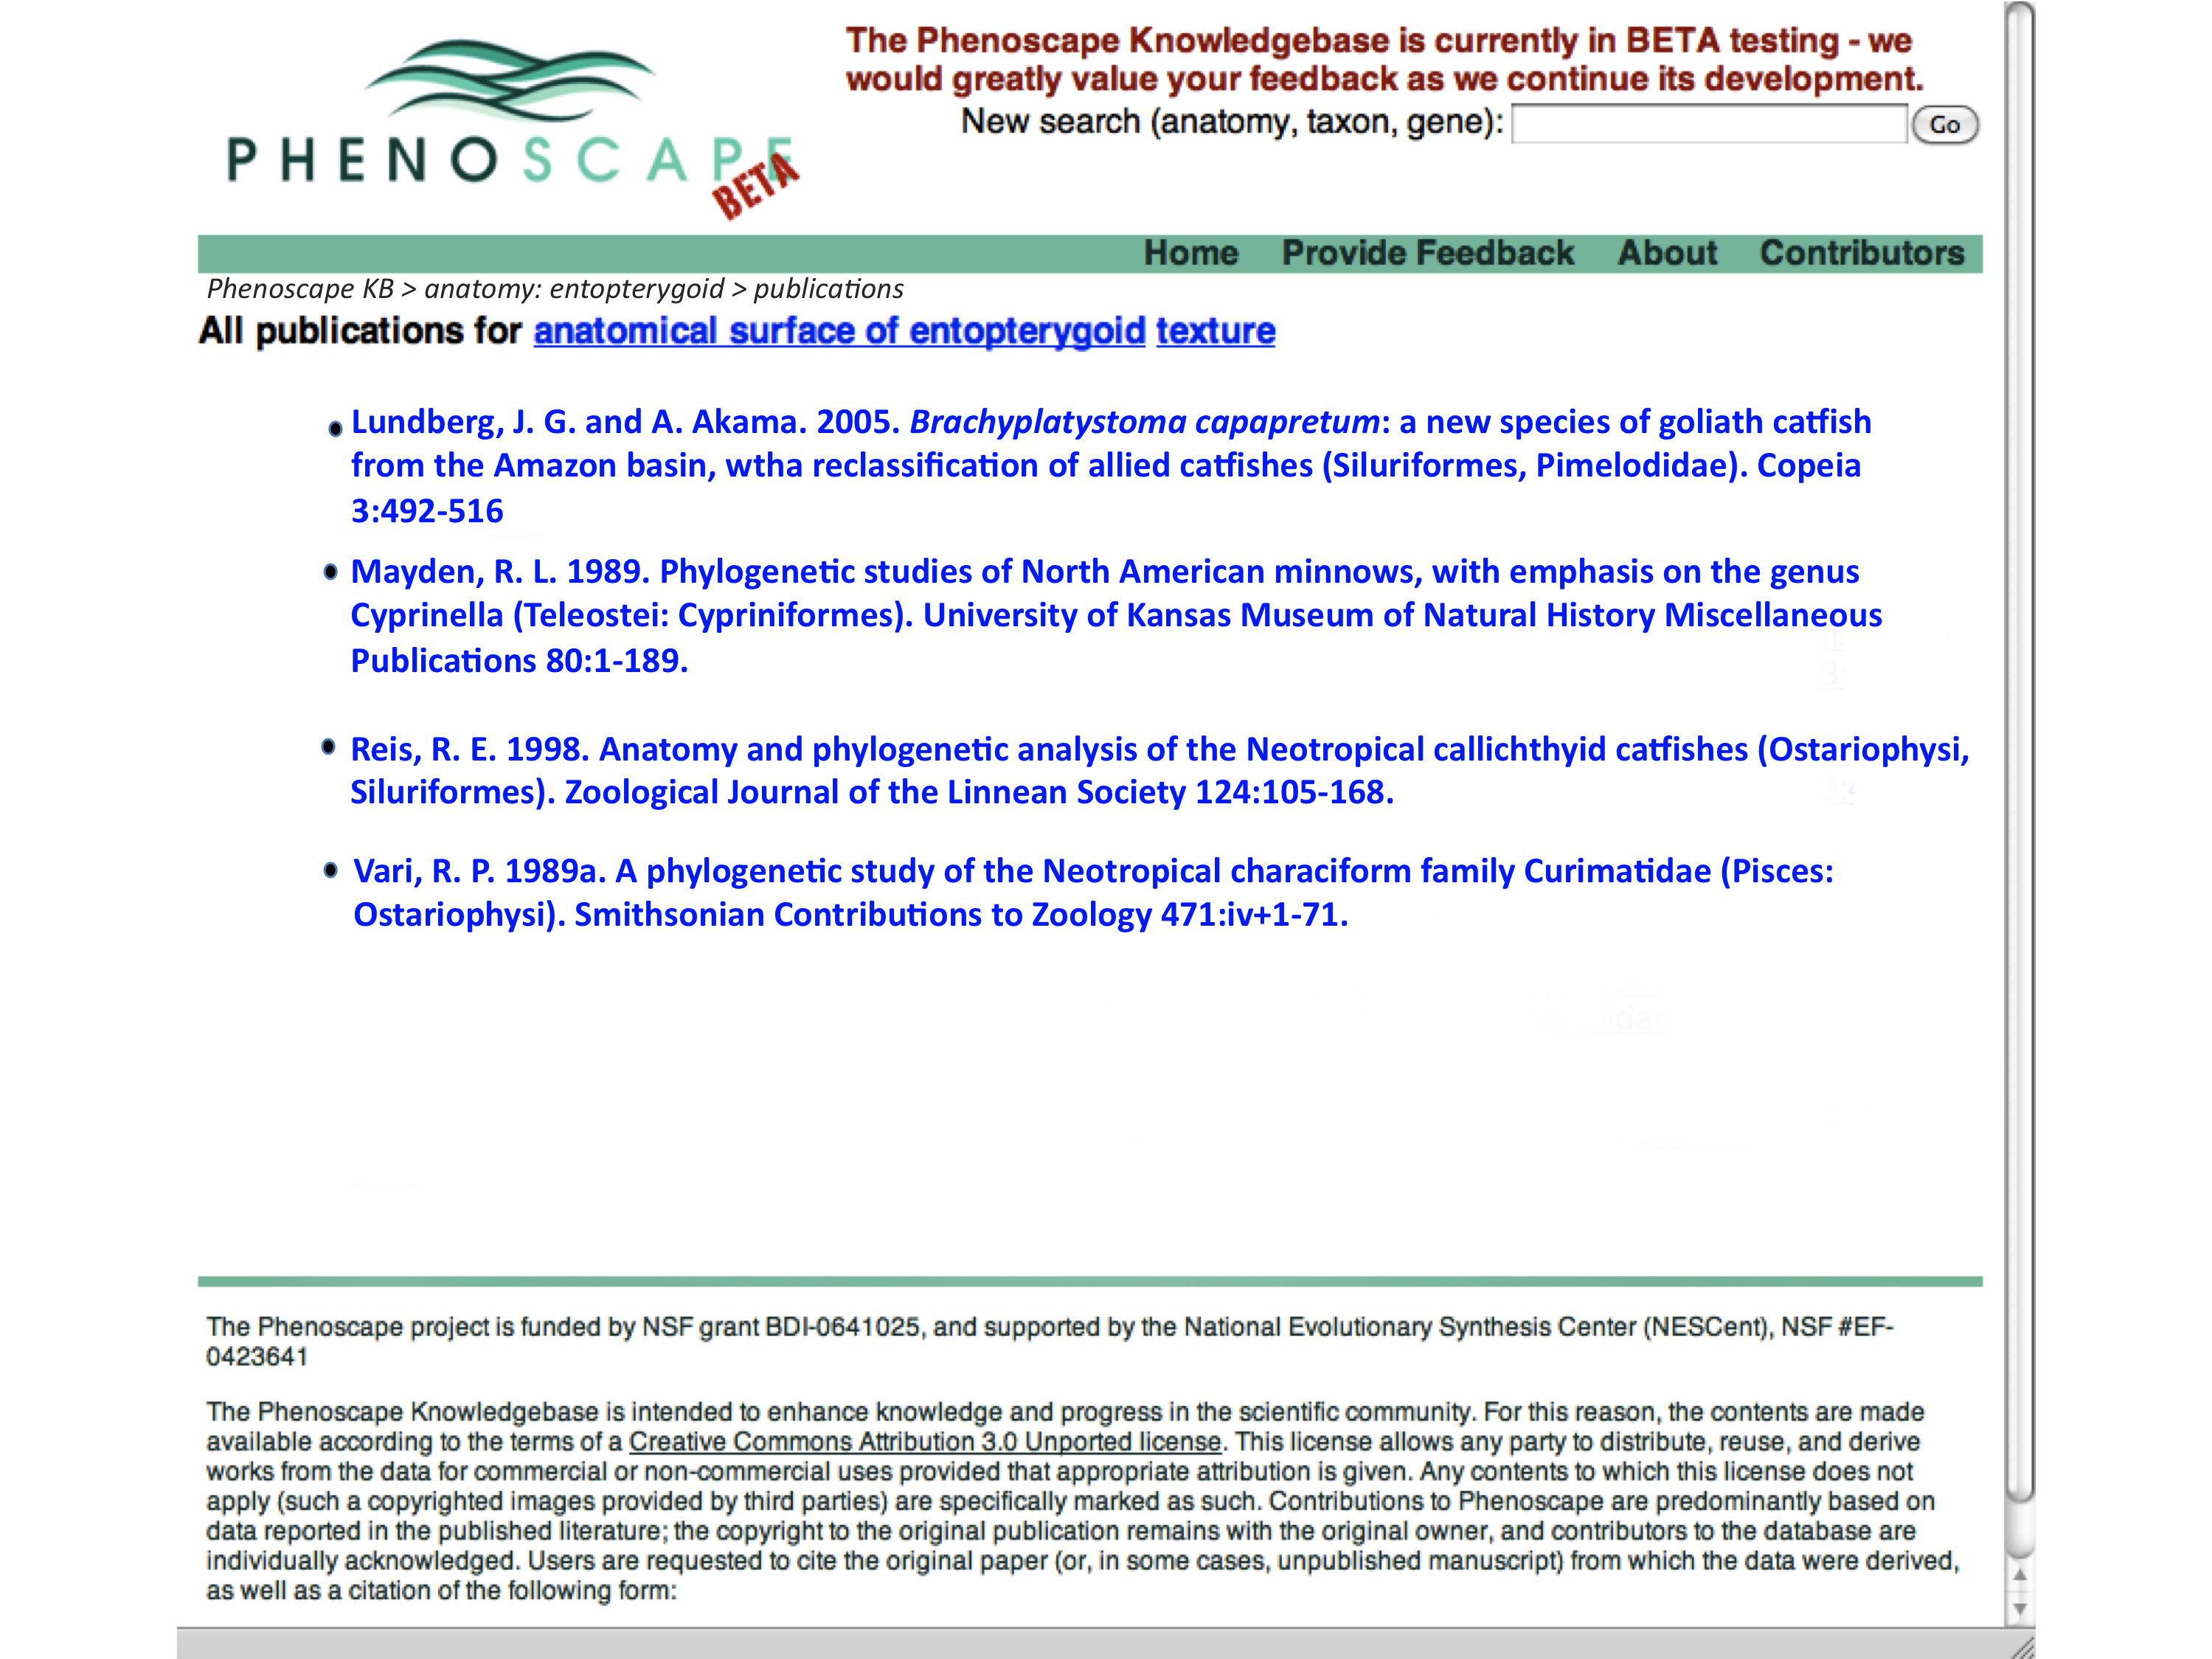 The Phenoscape Knowledgebase is currently in BETA testing - we
would greatly value your feedback as we continue its development.
New search (anatomy, taxon, gene):
Go
PHENOSCAPE
BETA
Home Provide Feedback About Contributors
Phenoscape KB > anatomy: entopterygoid > publications
All publications for anatomical surface of entopterygoid texture
• Lundberg, J. G. and A. Akama. 2005. Brachyplatystoma capapretum: a new species of goliath catfish
from the Amazon basin, wtha reclassification of allied catfishes (Siluriformes, Pimelodidae). Copeia
3:492-516
• Mayden, R. L. 1989. Phylogenetic studies of North American minnows, with emphasis on the genus
Cyprinella (Teleostei: Cypriniformes). University of Kansas Museum of Natural History Miscellaneous
Publications 80:1-189.
• Reis, R. E. 1998. Anatomy and phylogenetic analysis of the Neotropical callichthyid catfishes (Ostariophysi,
Siluriformes). Zoological Journal of the Linnean Society 124:105-168.
• Vari, R. P. 1989a. A phylogenetic study of the Neotropical characiform family Curimatidae (Pisces:
Ostariophysi). Smithsonian Contributions to Zoology 471:iv+1-71.
The Phenoscape project is funded by NSF grant BDI-0641025, and supported by the National Evolutionary Synthesis Center (NESCent), NSF #EF-
0423641
The Phenoscape Knowledgebase is intended to enhance knowledge and progress in the scientific community. For this reason, the contents are made
available according to the terms of a Creative Commons Attribution 3.0 Unported license. This license allows any party to distribute, reuse, and derive
works from the data for commercial or non-commercial uses provided that appropriate attribution is given. Any contents to which this license does not
apply (such a copyrighted images provided by third parties) are specifically marked as such. Contributions to Phenoscape are predominantly based on
data reported in the published literature; the copyright to the original publication remains with the original owner, and contributors to the database are
individually acknowledged. Users are requested to cite the original paper (or, in some cases, unpublished manuscript) from which the data were derived,
as well as a citation of the following form: